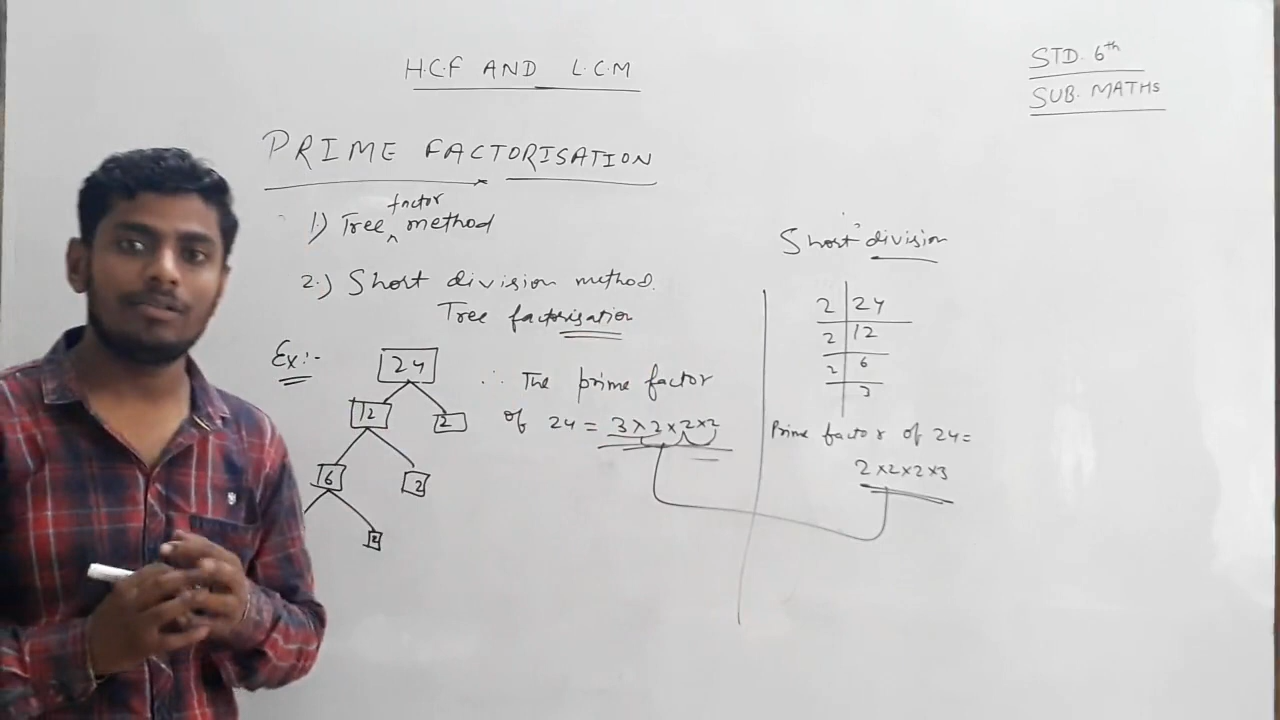 H.C.F AND L.C.M
STD. 6th
SUB. MATHS
PRIME FACTORISATION
1.) Tree factor method
2.) Short division method.
Tree factorisation
Ex:-
24
12 2
6 2
2
∴ The prime factor
of 24 = 3×2×2×2
Short division
2 24
2 12
2 6
3
Prime factor of 24=
2×2×2×3